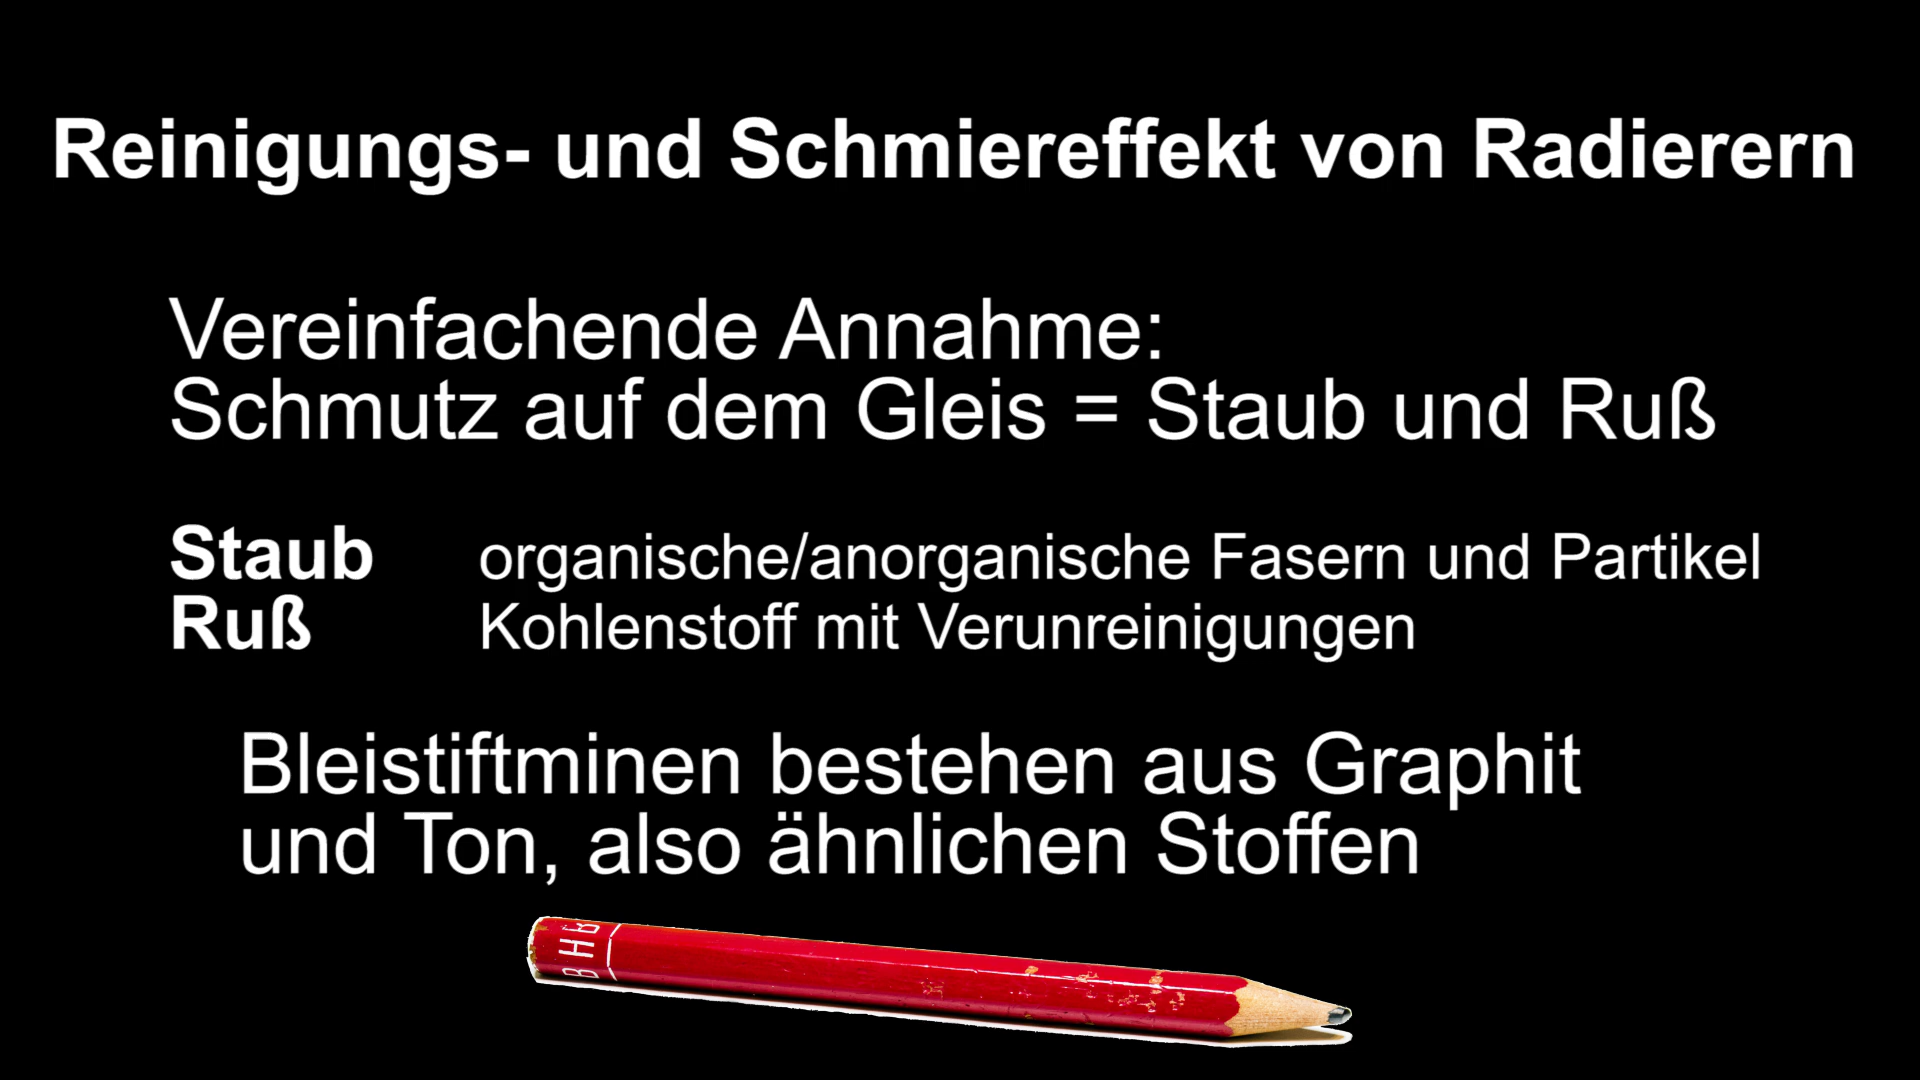 Reinigungs- und Schmiereffekt von Radierern
Vereinfachende Annahme:
Schmutz auf dem Gleis = Staub und Ruß
Staub organische/anorganische Fasern und Partikel
Ruß Kohlenstoff mit Verunreinigungen
Bleistiftminen bestehen aus Graphit
und Ton, also ähnlichen Stoffen